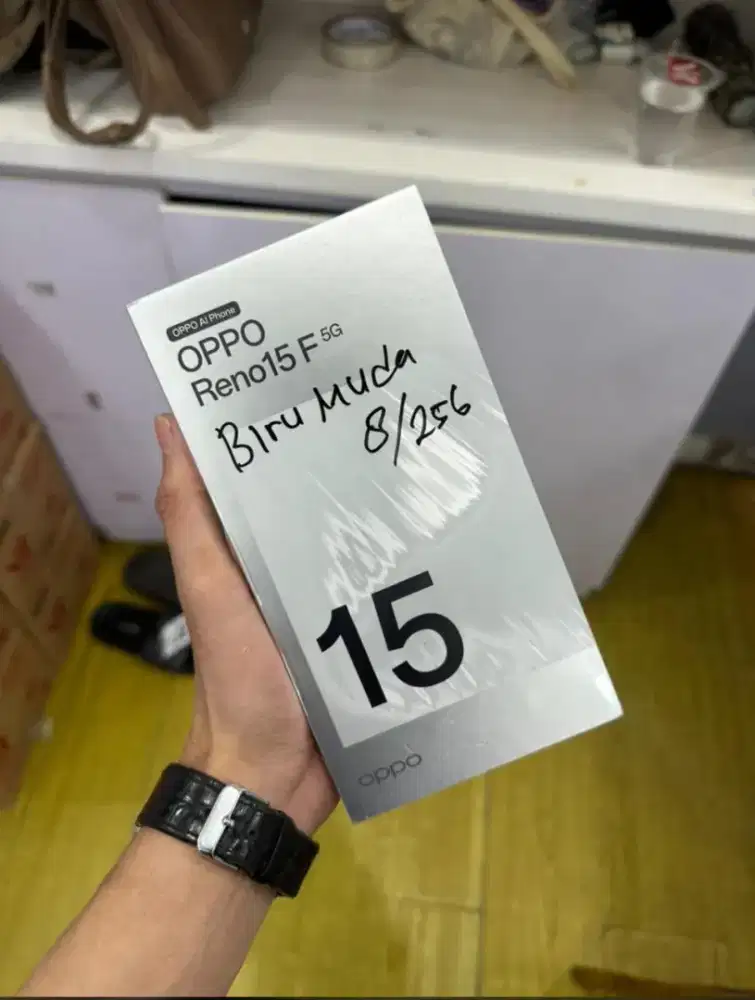 OPPO AI Phone
OPPO
Reno15 F 5G
Biru Muda
8/256
15
oppo